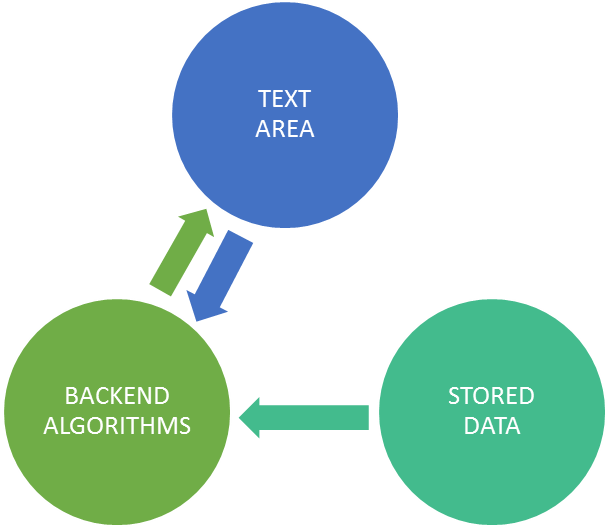 TEXT
AREA
BACKEND
ALGORITHMS
STORED
DATA